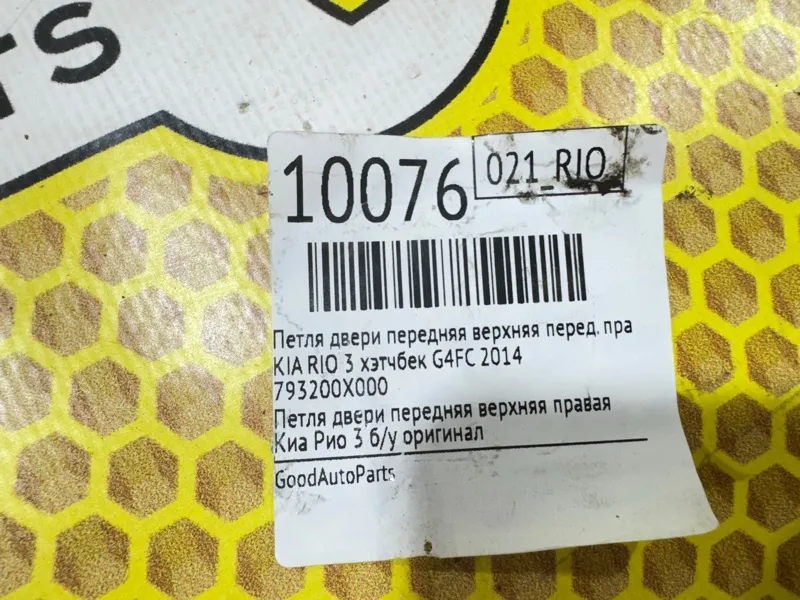 TS
10076
021_RIO
Петля двери передняя верхняя перед. пра
KIA RIO 3 хэтчбек G4FC 2014
793200X000
Петля двери передняя верхняя правая
Киа Рио 3 б/у оригинал
GoodAutoParts